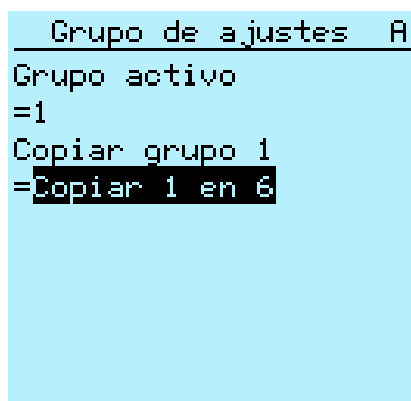 Grupo de ajustes A
Grupo activo
=1
Copiar grupo 1
=Copiar 1 en 6